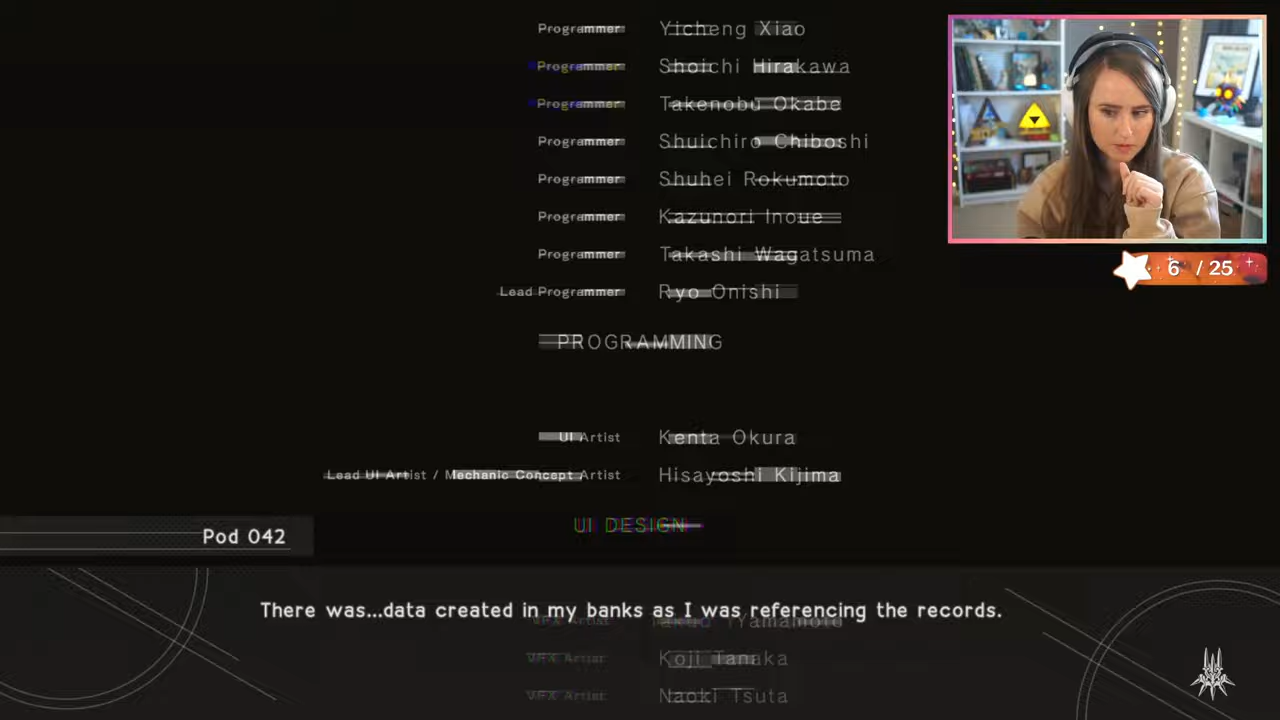 Programmer Yicheng Xiao
Programmer Shoichi Hirakawa
Programmer Takenobu Okabe
Programmer Shuichiro Chiboshi
Programmer Shuhei Rokumoto
Programmer Kazunori Inoue
Programmer Takashi Wagatsuma
Lead Programmer Ryo Onishi
6 / 25
PROGRAMMING
UI Artist Kenta Okura
Lead UI Artist / Mechanic Concept Artist Hisayoshi Kijima
UI DESIGN
Pod 042
There was...data created in my banks as I was referencing the records.
VFX Artist Yamamoto
VFX Artist Koji Tanaka
VFX Artist Naoki Tsuta